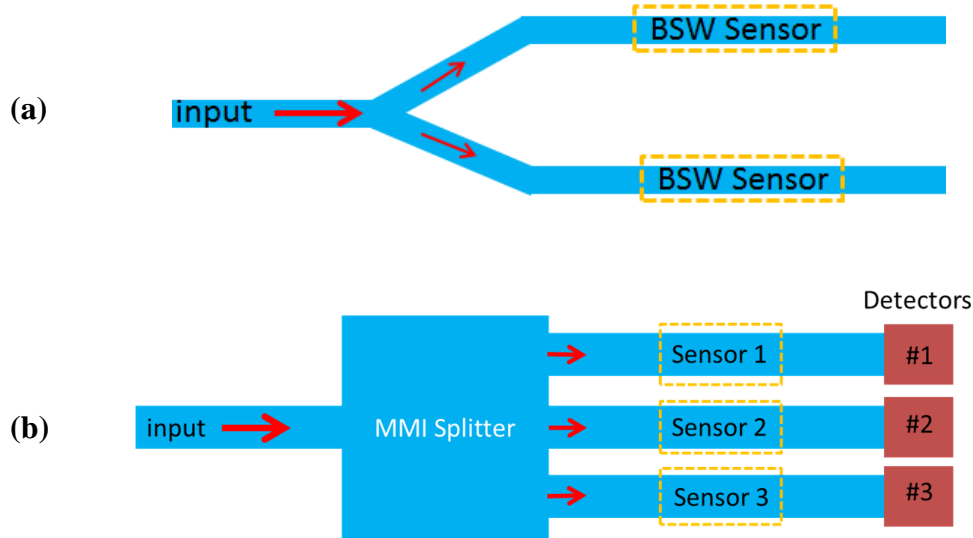 (a)
input
BSW Sensor
BSW Sensor
(b)
input
MMI Splitter
Detectors
Sensor 1
#1
Sensor 2
#2
Sensor 3
#3